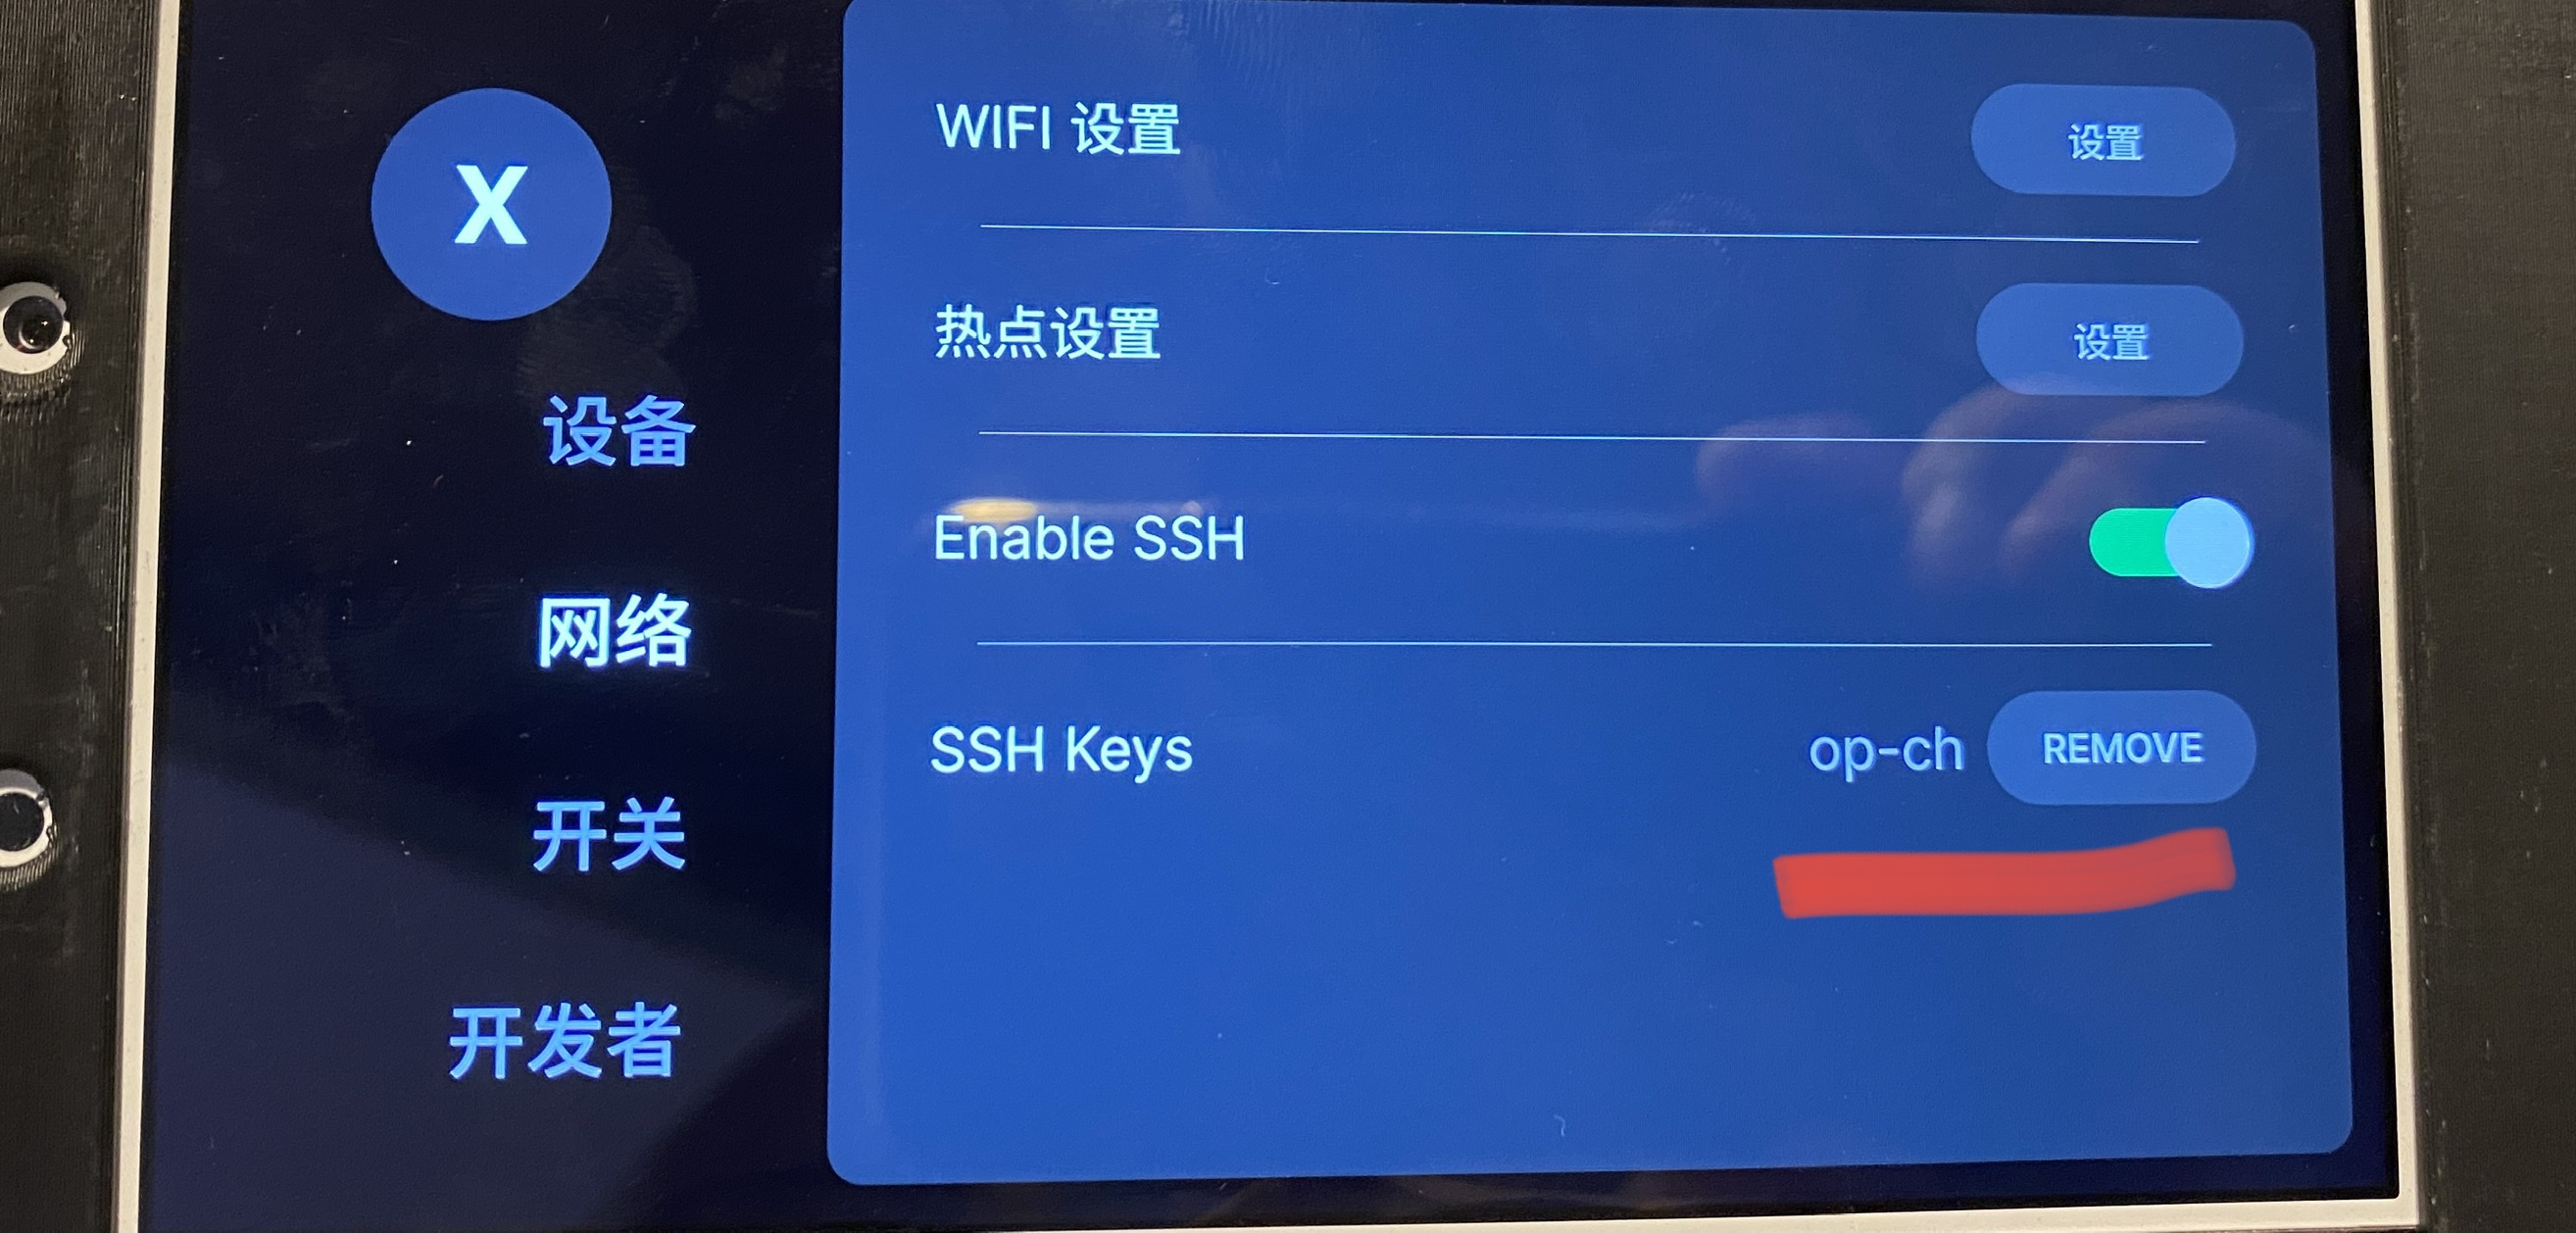 X
设备
网络
开关
开发者
WIFI 设置 设置
热点设置 设置
Enable SSH
SSH Keys op-ch REMOVE